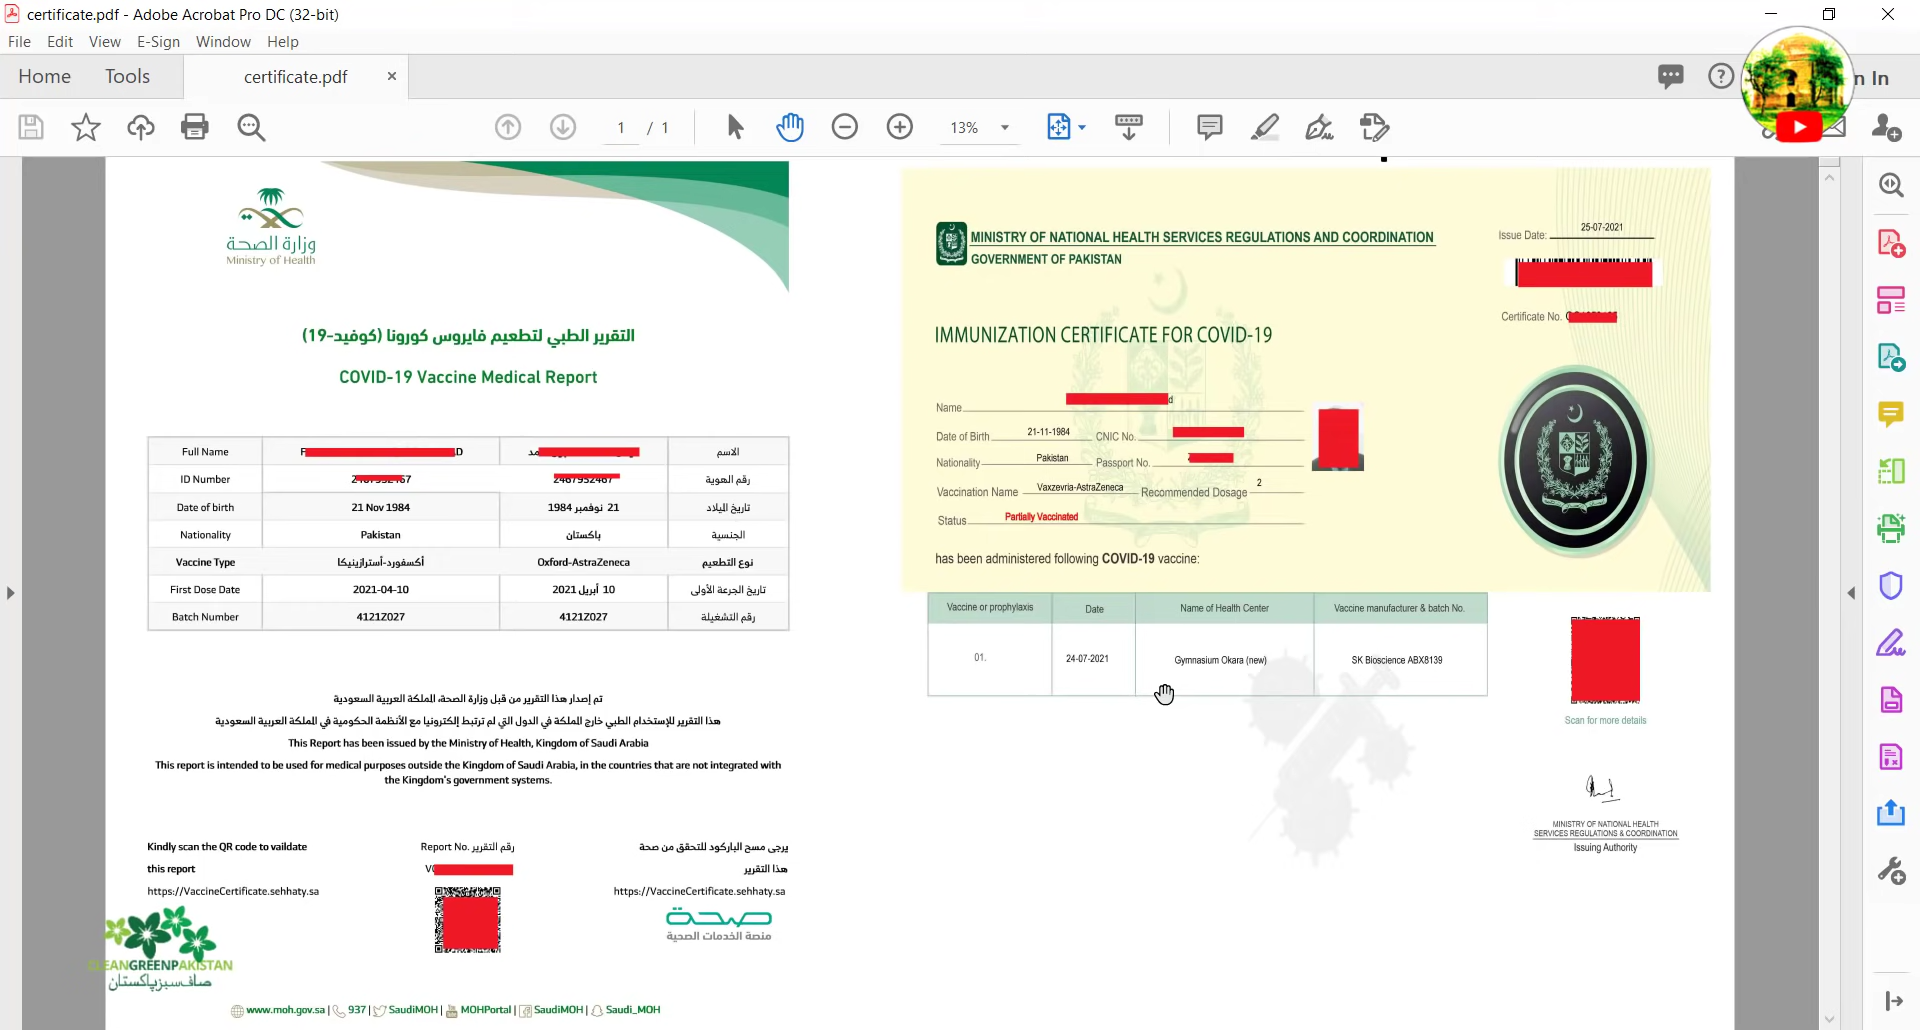 certificate.pdf - Adobe Acrobat Pro DC (32-bit)
File Edit View E-Sign Window Help
Home Tools certificate.pdf × n In
1 / 1 13%
وزارة الصحة
Ministry of Health
التقرير الطبي لتطعيم فايروس كورونا (كوفيد-19)
COVID-19 Vaccine Medical Report
Full Name الاسم
ID Number رقم الهوية
Date of birth 21 Nov 1984 21 نوفمبر 1984 تاريخ الميلاد
Nationality Pakistan باكستان الجنسية
Vaccine Type أكسفورد-أسترازينيكا Oxford-AstraZeneca نوع التطعيم
First Dose Date 2021-04-10 10 أبريل 2021 تاريخ الجرعة الأولى
Batch Number 4121Z027 4121Z027 رقم التشغيلة
تم إصدار هذا التقرير من قبل وزارة الصحة، المملكة العربية السعودية
هذا التقرير للإستخدام الطبي خارج المملكة في الدول التي لم ترتبط إلكترونيا مع الأنظمة الحكومية في المملكة العربية السعودية
This Report has been issued by the Ministry of Health, Kingdom of Saudi Arabia
This report is intended to be used for medical purposes outside the Kingdom of Saudi Arabia, in the countries that are not integrated with
the Kingdom's government systems.
Kindly scan the QR code to vaildate Report No. رقم التقرير يرجى مسح الباركود للتحقق من صحة
this report هذا التقرير
https://VaccineCertificate.sehhaty.sa https://VaccineCertificate.sehhaty.sa
صحة
منصة الخدمات الصحية
CLEANGREENPAKISTAN
صاف سبز پاکستان
www.moh.gov.sa | 937 | SaudiMOH | MOHPortal | SaudiMOH | Saudi_MOH
MINISTRY OF NATIONAL HEALTH SERVICES REGULATIONS AND COORDINATION
GOVERNMENT OF PAKISTAN
Issue Date: 25-07-2021
Certificate No.
IMMUNIZATION CERTIFICATE FOR COVID-19
Name d
Date of Birth 21-11-1984 CNIC No.
Nationality Pakistan Passport No.
Vaccination Name Vaxzevria-AstraZeneca Recommended Dosage 2
Status Partially Vaccinated
has been administered following COVID-19 vaccine:
Vaccine or prophylaxis Date Name of Health Center Vaccine manufacturer & batch No.
01. 24-07-2021 Gymnasium Okara (new) SK Bioscience ABX8139
Scan for more details
MINISTRY OF NATIONAL HEALTH
SERVICES REGULATIONS & COORDINATION
Issuing Authority